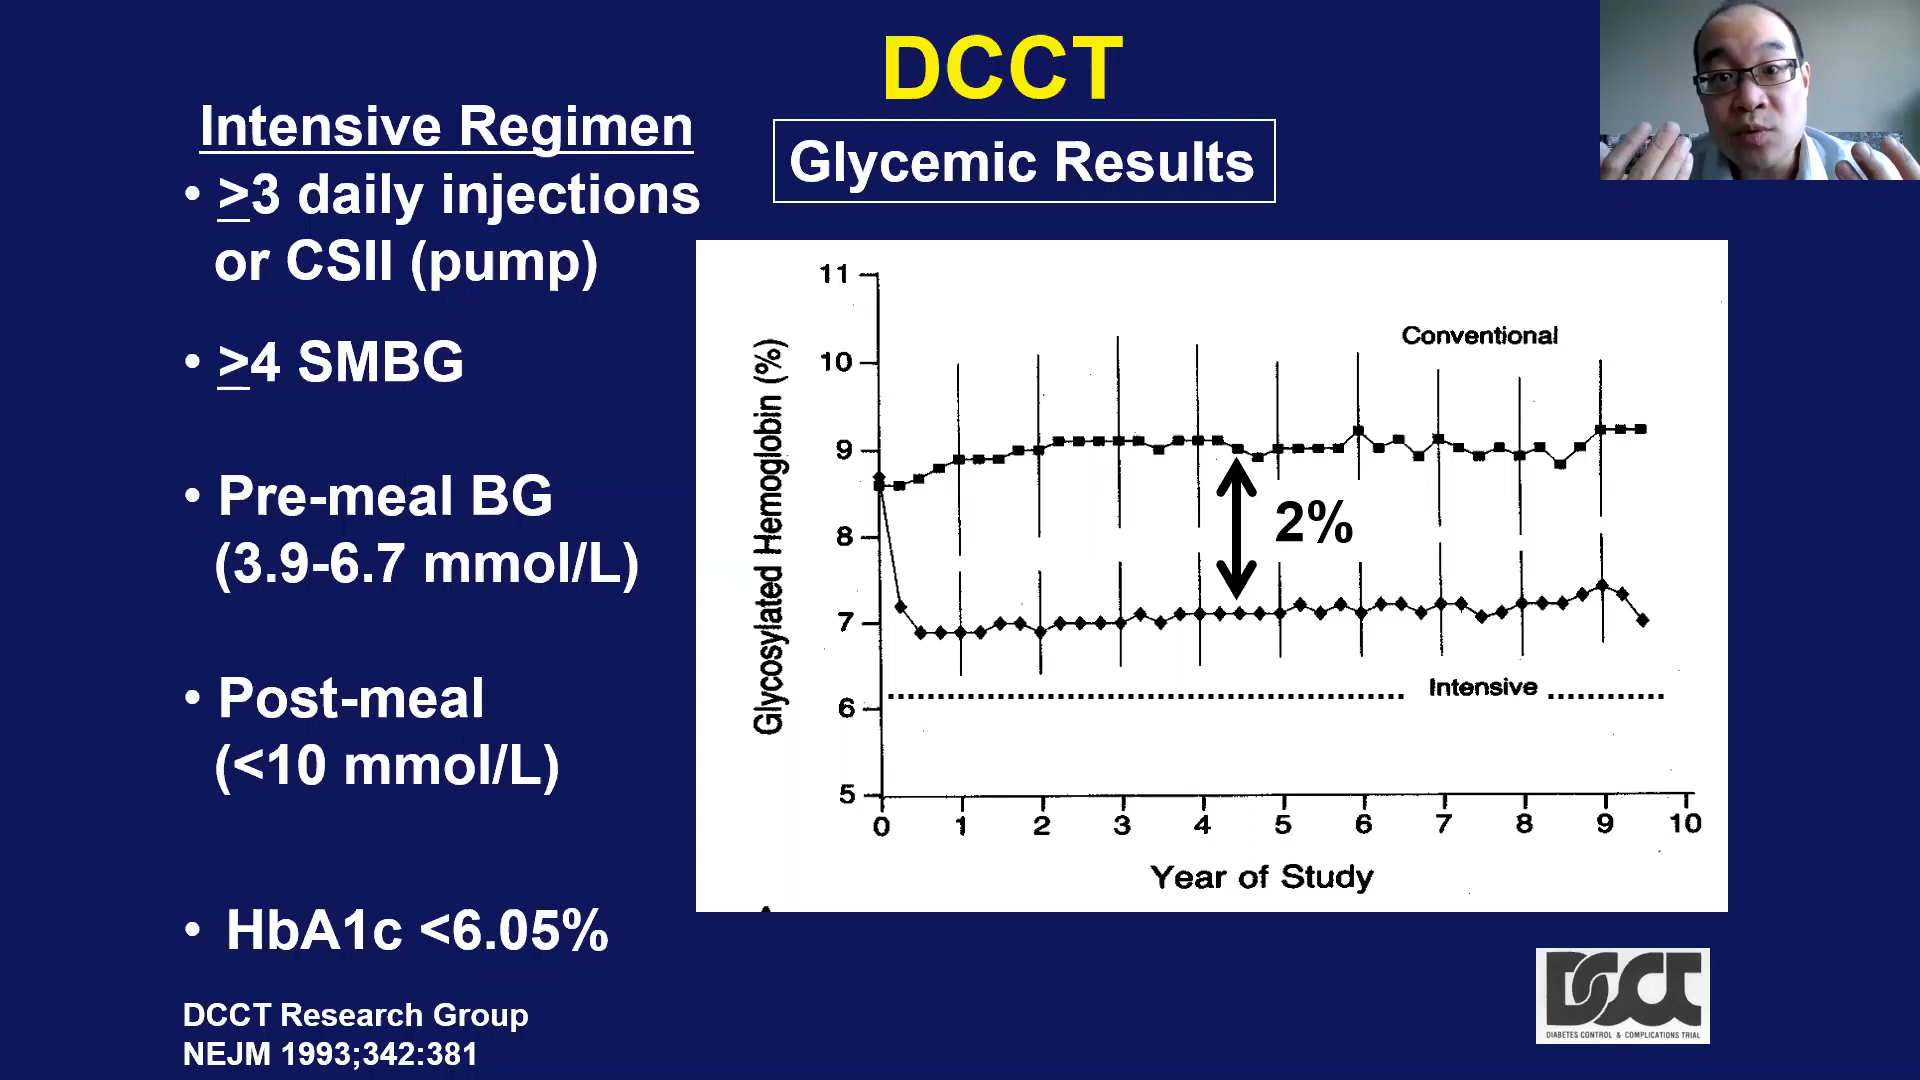 DCCT
Glycemic Results
Intensive Regimen
• >3 daily injections
or CSII (pump)
• >4 SMBG
• Pre-meal BG
(3.9-6.7 mmol/L)
• Post-meal
(<10 mmol/L)
• HbA1c <6.05%
DCCT Research Group
NEJM 1993;342:381
Glycosylated Hemoglobin (%)
11
10
9
8
7
6
5
Conventional
2%
Intensive
0 1 2 3 4 5 6 7 8 9 10
Year of Study
DCCT
DIABETES CONTROL & COMPLICATIONS TRIAL